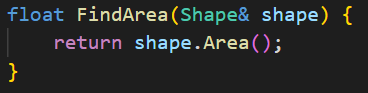 float FindArea(Shape& shape) {
    return shape.Area();
}